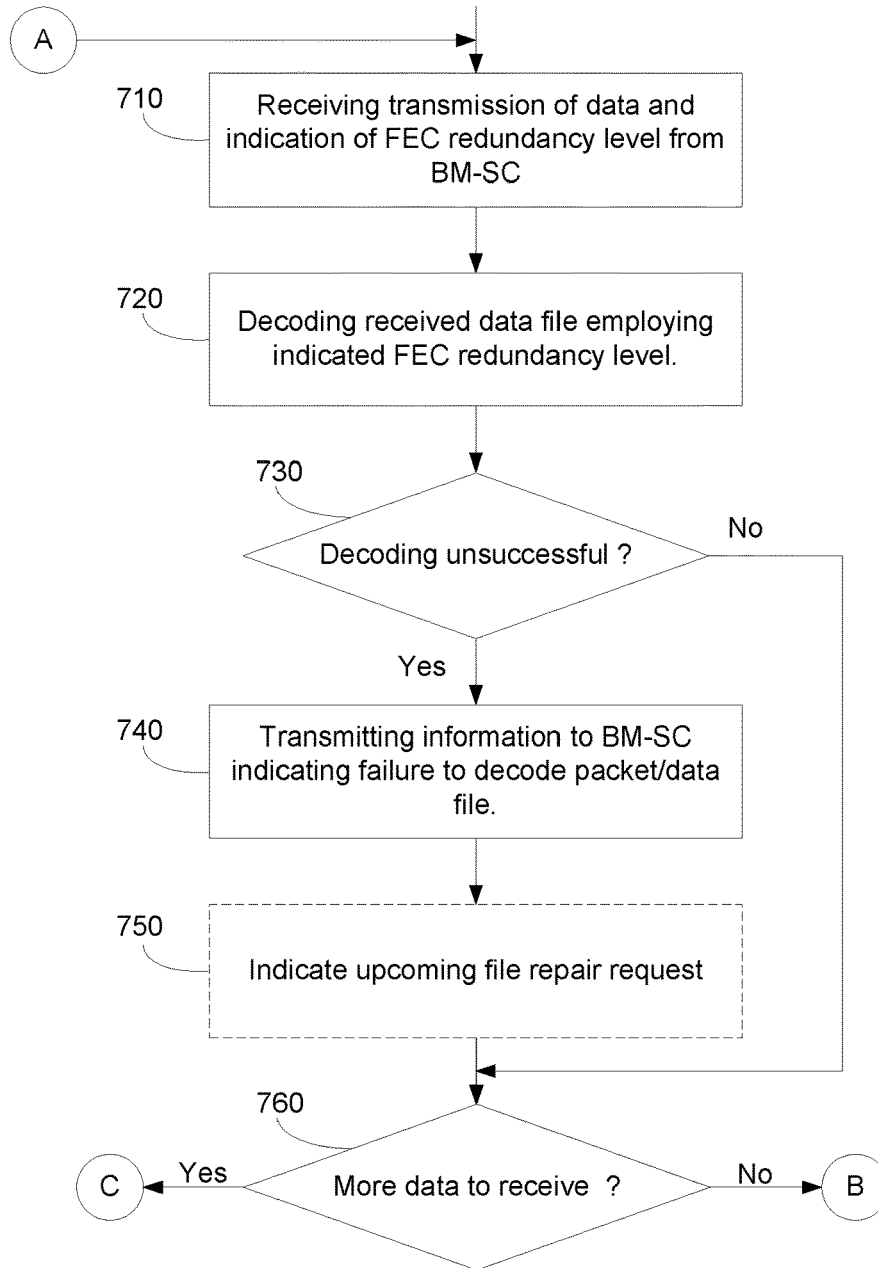 A
710
Receiving transmission of data and
indication of FEC redundancy level from
BM-SC
720
Decoding received data file employing
indicated FEC redundancy level.
730
Decoding unsuccessful ?
No
Yes
740
Transmitting information to BM-SC
indicating failure to decode packet/data
file.
750
Indicate upcoming file repair request
760
C
Yes
More data to receive ?
No
B